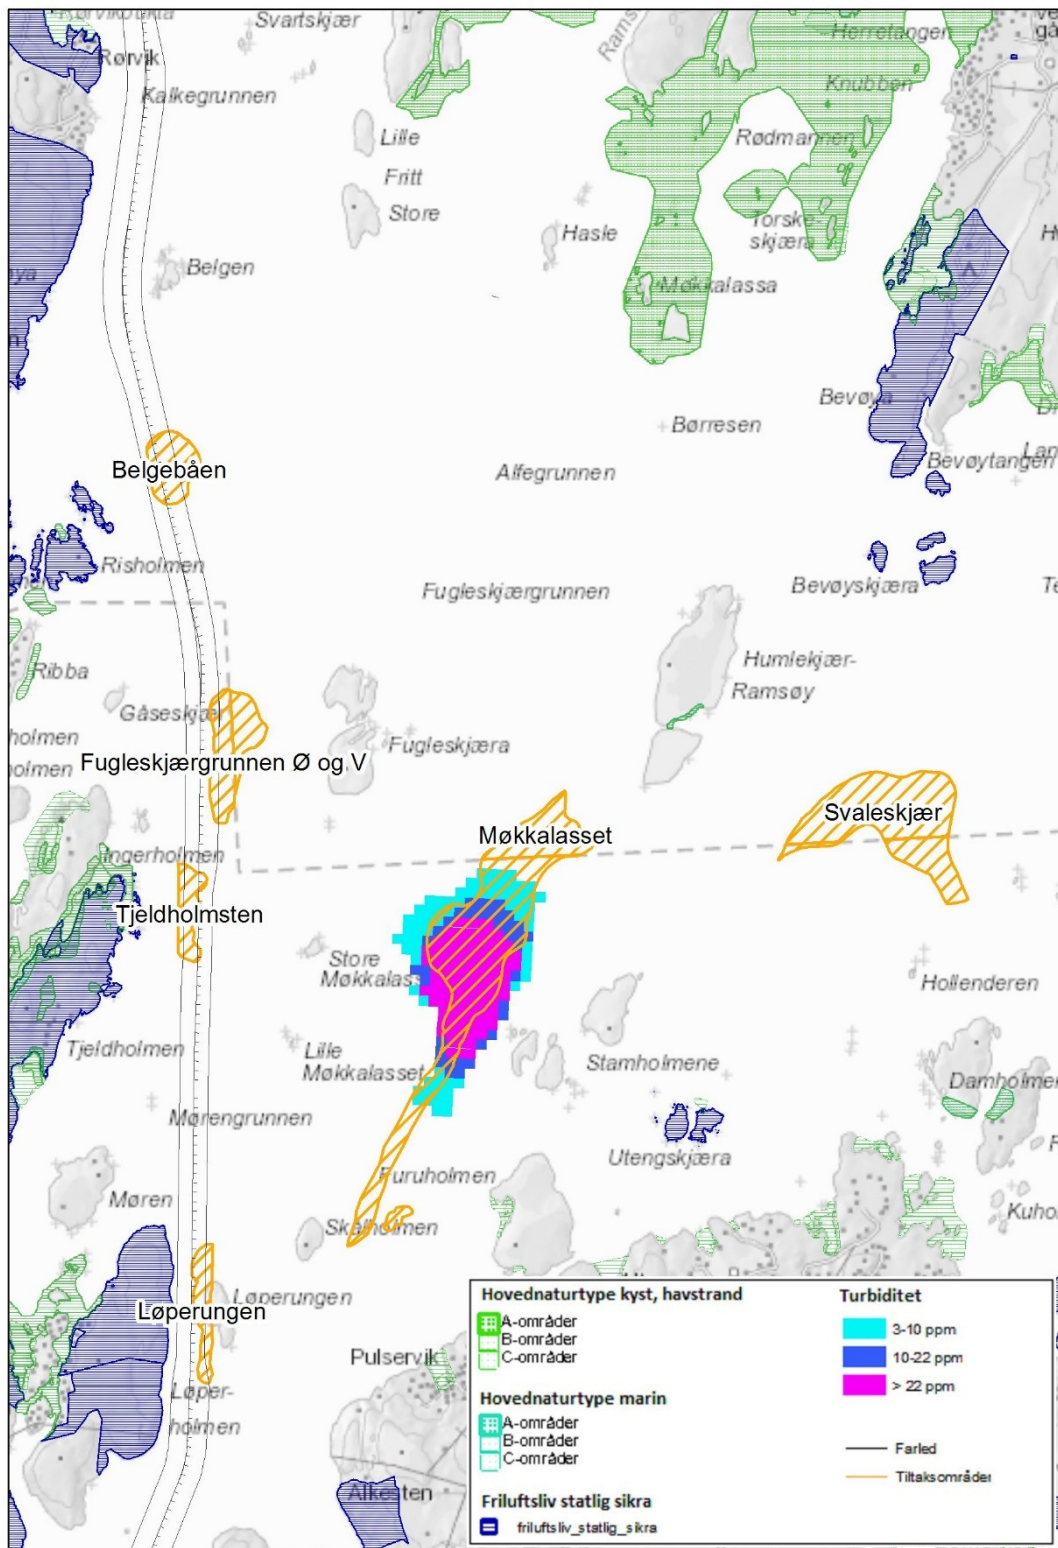 Svartskjær
Rørvik
Kalkegrunnen
Lille
Fritt
Store
Hasle
Belgen
Herretangen
Knubben
Rødmannen
Torske-
skjæra
Møkkalassa
Bevøya
Børresen
Bevøytangen
Alfegrunnen
Belgebåen
Risholmen
Fugleskjærgrunnen
Bevøyskjæra
Ribba
Humlekjær-
Ramsøy
Gåseskjær
Fugleskjæra
Fugleskjærgrunnen Ø og V
Svaleskjær
Møkkalasset
Ingerholmen
Tjeldholmsten
Store
Møkkalass
Hollenderen
Tjeldholmen
Lille
Møkkalasset
Stamholmene
Damholmen
Mørengrunnen
Utengskjæra
Furuholmen
Møren
Skalholmen
Løperungen
Løperungen
Pulservik
Løper-
holmen
Alkesten
Hovednaturtype kyst, havstrand
A-områder
B-områder
C-områder
Hovednaturtype marin
A-områder
B-områder
C-områder
Friluftsliv statlig sikra
friluftsliv_statlig_sikra
Turbiditet
3-10 ppm
10-22 ppm
> 22 ppm
Farled
Tiltaksområder